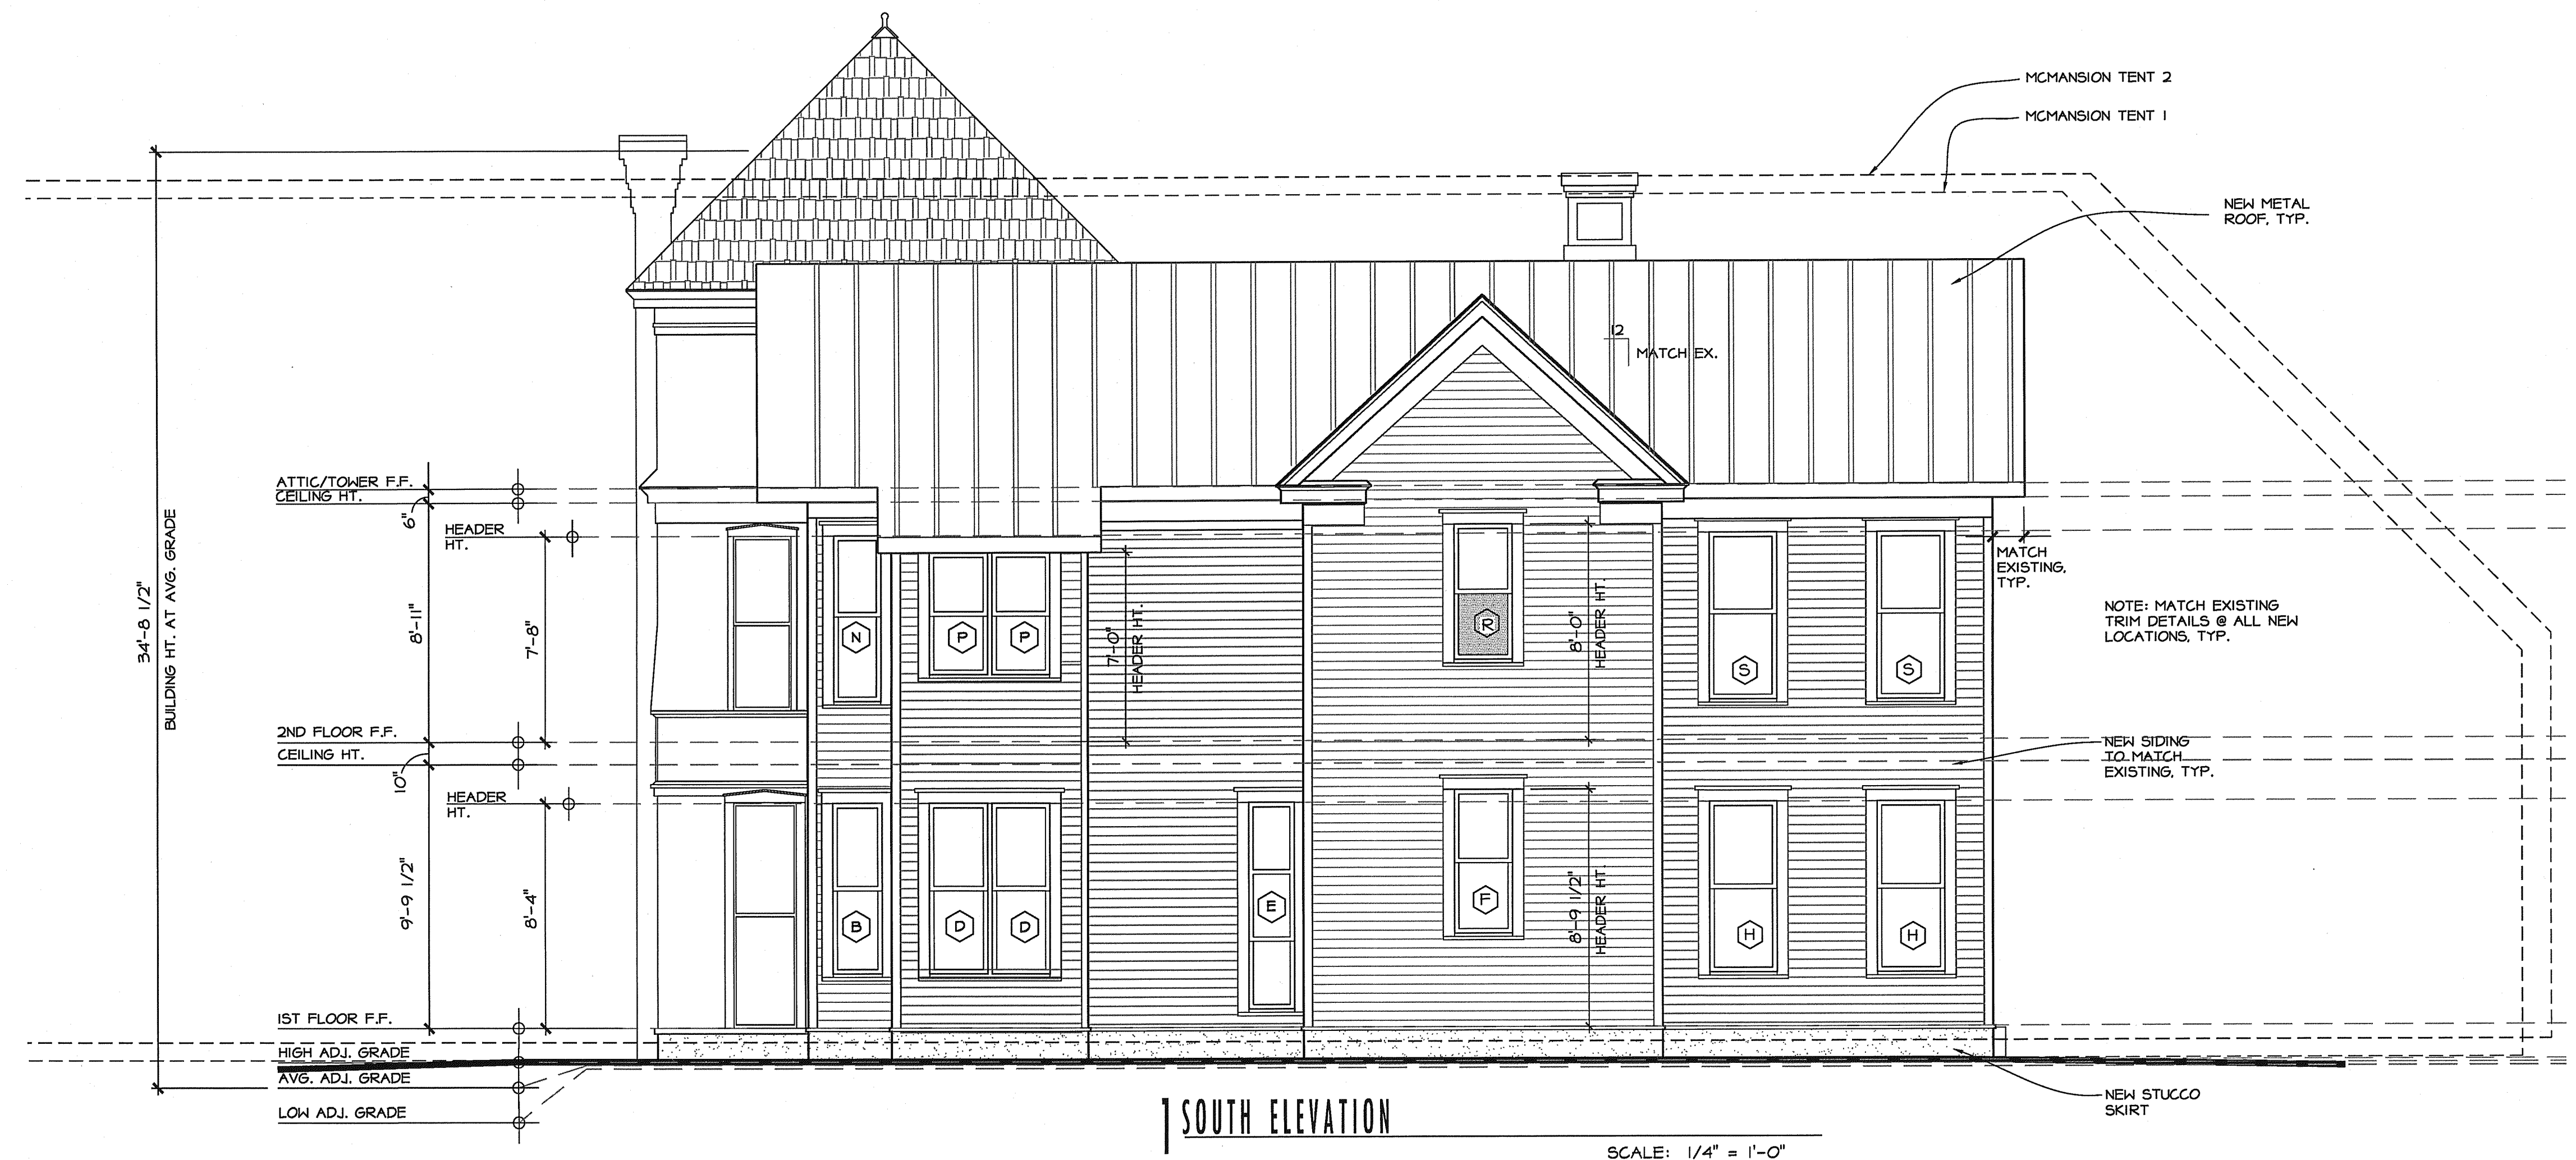 MCMANSION TENT 2
MCMANSION TENT 1
NEW METAL
ROOF, TYP.
12
MATCH EX.
34'-8 1/2"
BUILDING HT. AT AVG. GRADE
ATTIC/TOWER F.F.
CEILING HT.
6"
HEADER
HT.
8'-11"
7'-8"
2ND FLOOR F.F.
CEILING HT.
10"
HEADER
HT.
9'-9 1/2"
8'-4"
1ST FLOOR F.F.
HIGH ADJ. GRADE
AVG. ADJ. GRADE
LOW ADJ. GRADE
N
P
P
7'-0"
HEADER HT.
R
8'-0"
HEADER HT.
S
S
MATCH
EXISTING,
TYP.
NOTE: MATCH EXISTING
TRIM DETAILS @ ALL NEW
LOCATIONS, TYP.
B
D
D
E
F
8'-9 1/2"
HEADER HT.
H
H
NEW SIDING
TO MATCH
EXISTING, TYP.
NEW STUCCO
SKIRT
1 SOUTH ELEVATION
SCALE: 1/4" = 1'-0"